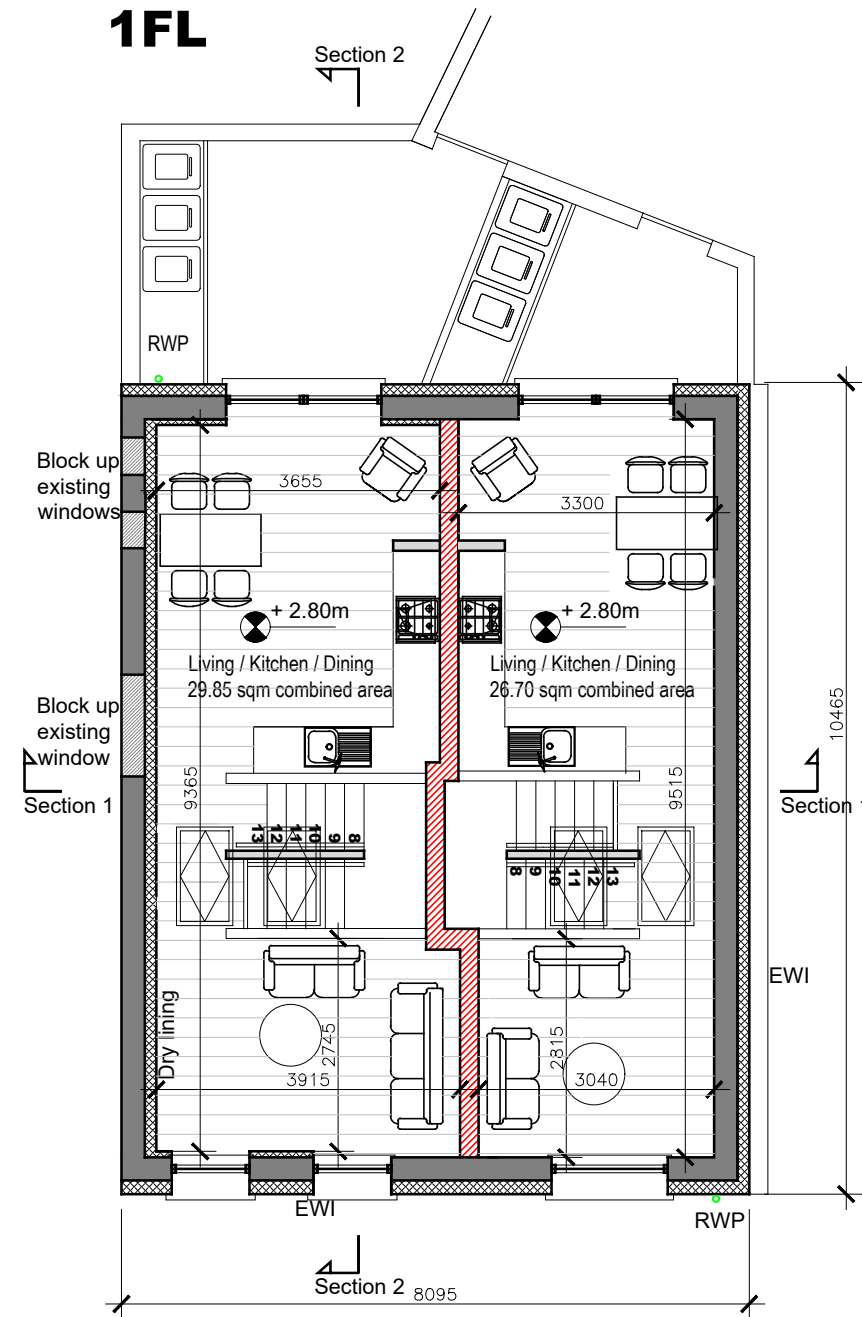 1FL
Section 2
RWP
Block up
existing
windows
3655
3300
+ 2.80m
+ 2.80m
Living / Kitchen / Dining
29.85 sqm combined area
Living / Kitchen / Dining
26.70 sqm combined area
Block up
existing
window
10465
Section 1
9365
9515
Section 1
13 12 11 10 9 8
8 9 10 11 12 13
EWI
Dry lining
2745
2815
3915
3040
EWI
RWP
Section 2
8095